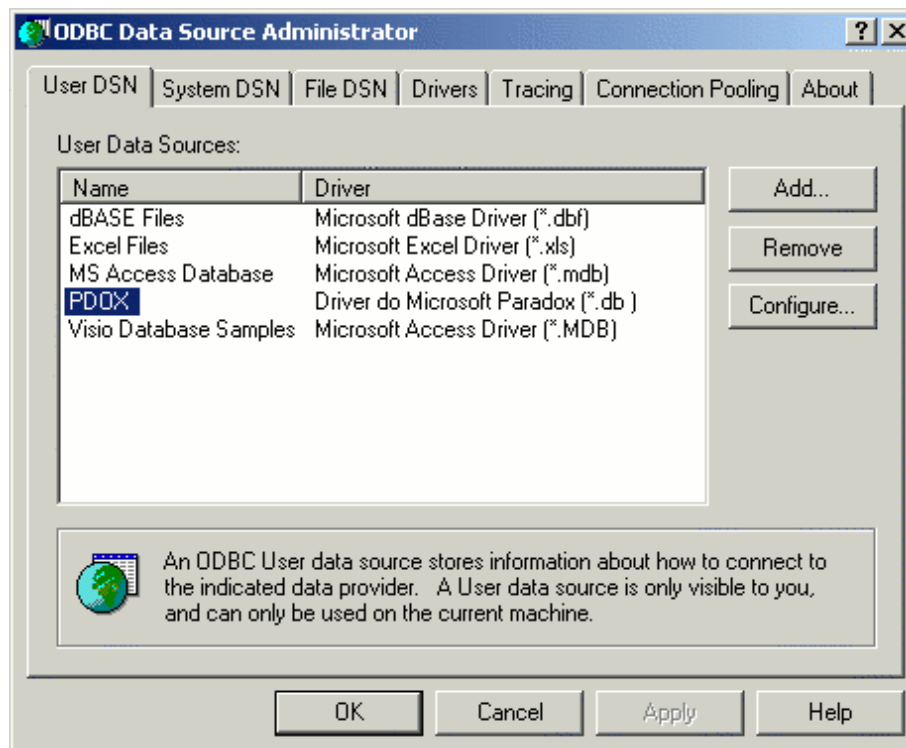 ODBC Data Source Administrator
User DSN System DSN File DSN Drivers Tracing Connection Pooling About
User Data Sources:
Name Driver
dBASE Files Microsoft dBase Driver (*.dbf)
Excel Files Microsoft Excel Driver (*.xls)
MS Access Database Microsoft Access Driver (*.mdb)
PDOX Driver do Microsoft Paradox (*.db )
Visio Database Samples Microsoft Access Driver (*.MDB)
Add...
Remove
Configure...
An ODBC User data source stores information about how to connect to
the indicated data provider. A User data source is only visible to you,
and can only be used on the current machine.
OK Cancel Apply Help